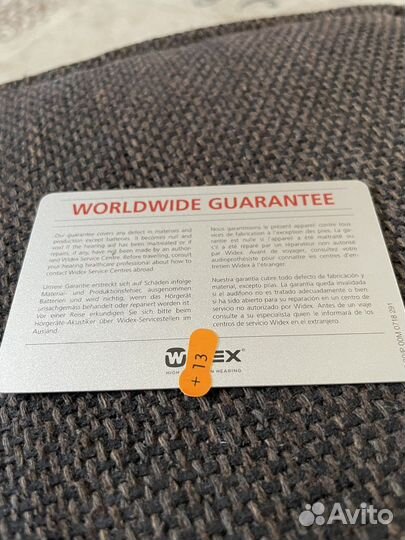 WORLDWIDE GUARANTEE
Our guarantee covers any defect in materials and
production except batteries. It becomes null and
void if the hearing aid has been maltreated or if
repairs, if any, have not been made by an author-
ised Widex Service Centre. Before travelling, consult
your hearing healthcare professional about how to
contact Widex Service Centres abroad.
Unsere Garantie erstreckt sich auf Schäden infolge
Material- und Produktionsfehler, ausgenommen
Batterien und wird nichtig, wenn das Hörgerät
unsachgemäss behandelt oder repariert worden ist.
Vor einer Reise erkundigen Sie sich bitte beim
Hörgeräte-Akustiker über Widex-Servicestellen im
Ausland.
Nous garantissons le présent appareil contre tous
vices de fabrication à l'exception des piles. La ga-
rantie est nulle si l'appareil a été maltraité ou
s'il a été réparé par un réparateur non autorisé
par Widex. Avant de voyager, consultez votre
audioprothésiste pour connaître les centres d'en-
tretien Widex à l'étranger.
Nuestra garantía cubre todo defecto de fabricación y
material, excepto pilas. La garantía queda invalidada
si el audífono no es tratado adecuadamente o bien
si ha sido abierto para su reparación en un centro de
servicio no autorizado por Widex. Antes de un viaje
consulte a su especialista quien le informará de los
centros de servicio Widex en el extranjero.
W EX
HIGH N HEARING
+ 13
00M 0718 291
Avito